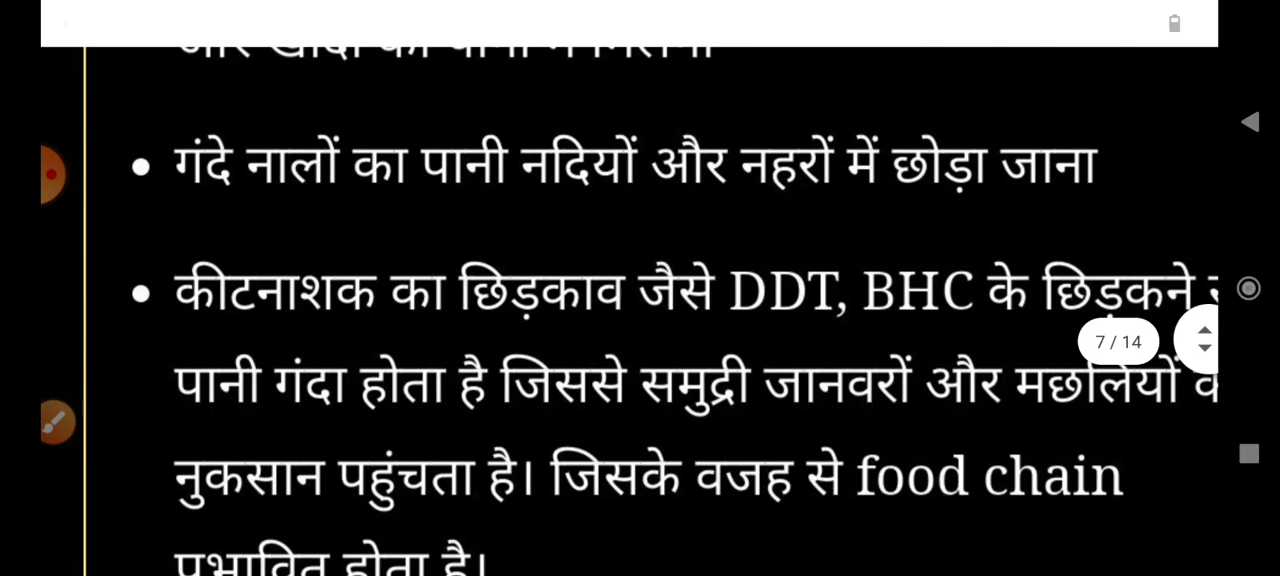 गंदे नालों का पानी नदियों और नहरों में छोड़ा जाना
कीटनाशक का छिड़काव जैसे DDT, BHC के छिड़कने
7 / 14
पानी गंदा होता है जिससे समुद्री जानवरों और मछलियों
नुकसान पहुंचता है। जिसके वजह से food chain
प्रभावित होता है।